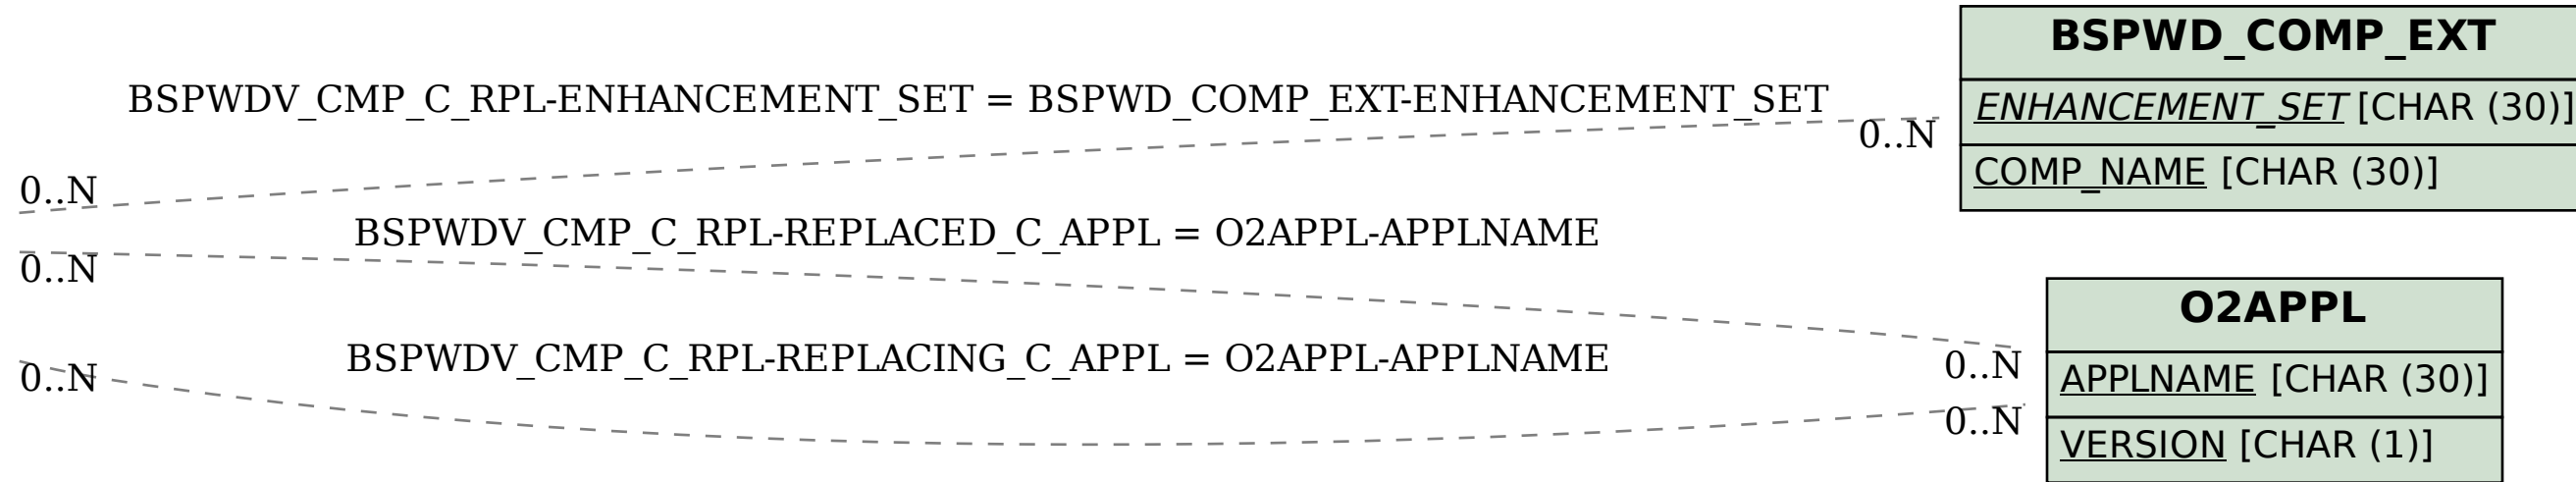 BSPWD_COMP_EXT
BSPWDV_CMP_C_RPL-ENHANCEMENT_SET = BSPWD_COMP_EXT-ENHANCEMENT_SET
ENHANCEMENT_SET [CHAR (30)]
0..N
COMP_NAME [CHAR (30)]
0..N
BSPWDV_CMP_C_RPL-REPLACED_C_APPL = O2APPL-APPLNAME
0..N
O2APPL
BSPWDV_CMP_C_RPL-REPLACING_C_APPL = O2APPL-APPLNAME
0..N
0..N
APPLNAME [CHAR (30)]
0..N
VERSION [CHAR (1)]